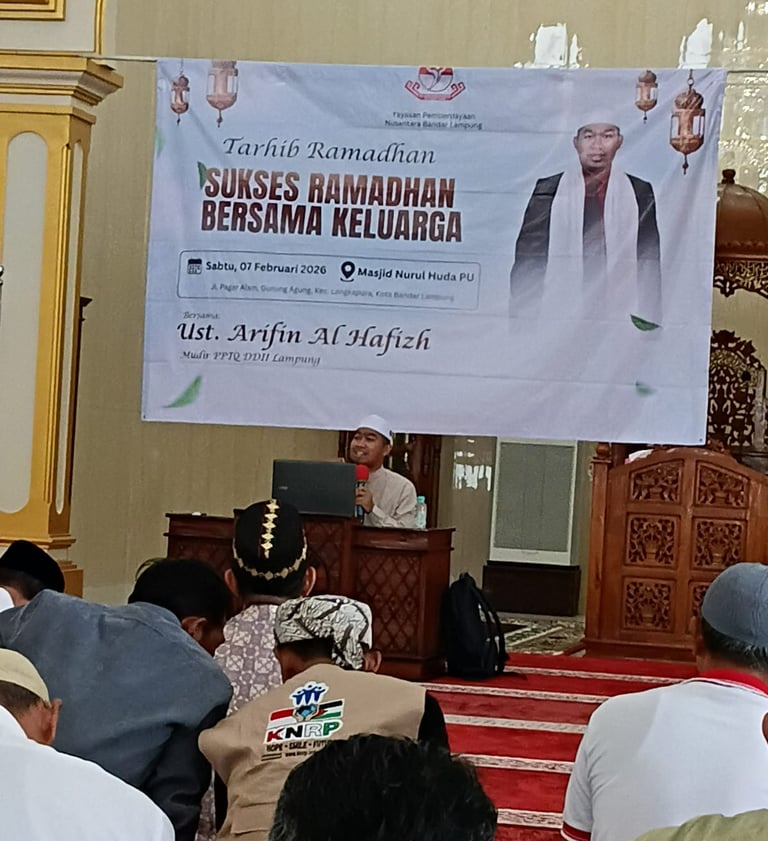 Yayasan Pemberdayaan
Nusantara Bandar Lampung
Tarhib Ramadhan
SUKSES RAMADHAN
BERSAMA KELUARGA
Sabtu, 07 Februari 2026
Masjid Nurul Huda PU
Jl. Pagar Alam, Gunung Agung, Kec. Langkapura, Kota Bandar Lampung
Bersama:
Ust. Arifin Al Hafizh
Mudir PPTQ DDII Lampung
KNRP
HOPE • SMILE •